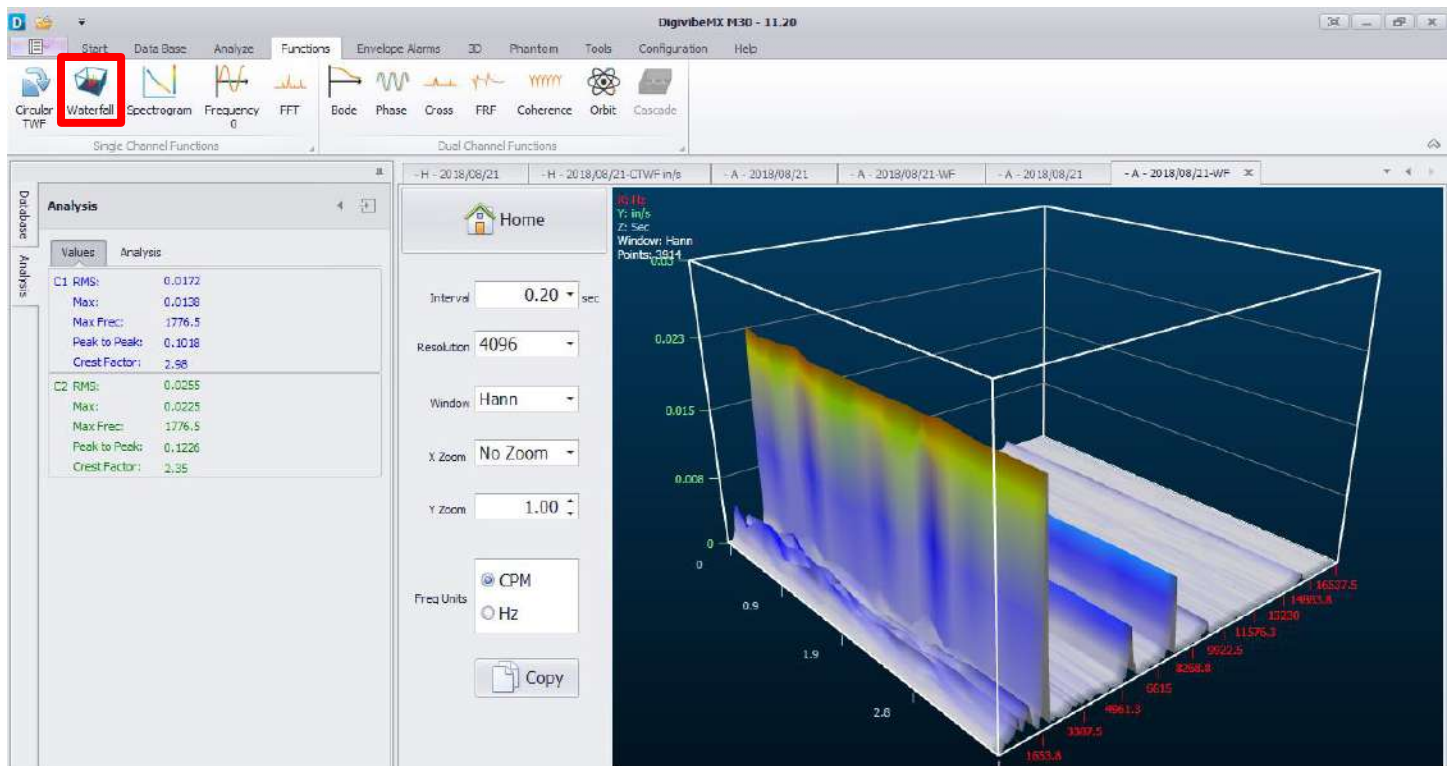 D
DigivibeMX M30 - 11.20
Start Data Base Analyze Functions Envelope Alarms 3D Phantom Tools Configuration Help
Circular TWF Waterfall Spectrogram Frequency 0 FFT Bode Phase Cross FRF Coherence Orbit Cascade
Single Channel Functions Dual Channel Functions
- H - 2018/08/21 - H - 2018/08/21-CTWF in/s - A - 2018/08/21 - A - 2018/08/21-WF - A - 2018/08/21 - A - 2018/08/21-WF
Database
Analysis
Analysis
Values Analysis
C1 RMS: 0.0172
Max: 0.0138
Max Frec: 1776.5
Peak to Peak: 0.1018
Crest Factor: 2.98
C2 RMS: 0.0255
Max: 0.0225
Max Frec: 1776.5
Peak to Peak: 0.1226
Crest Factor: 2.35
Home
Interval 0.20 sec
Resolution 4096
Window Hann
X Zoom No Zoom
Y Zoom 1.00
Freq Units
CPM
Hz
Copy
X: Hz
Y: in/s
Z: Sec
Window: Hann
Points: 3914
0.03
0.023
0.015
0.008
0
0
0.9
1.9
2.8
16537.5
14883.8
13230
11576.3
9922.5
8268.8
6615
4961.3
3307.5
1653.8